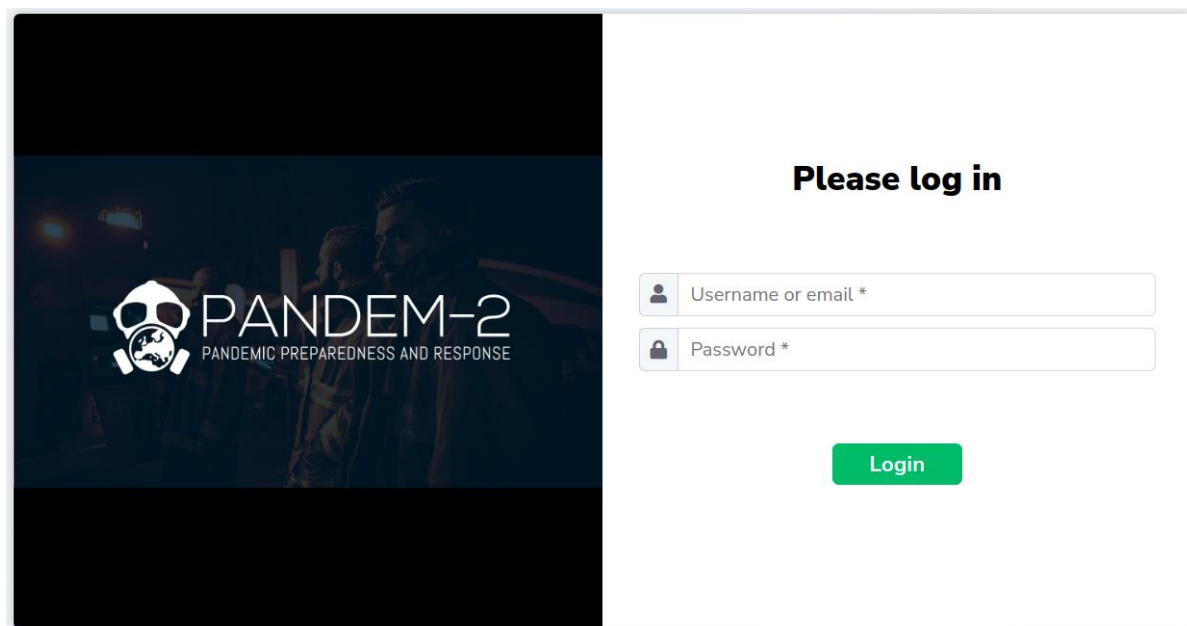 PANDEM-2
PANDEMIC PREPAREDNESS AND RESPONSE
Please log in
Username or email *
Password *
Login